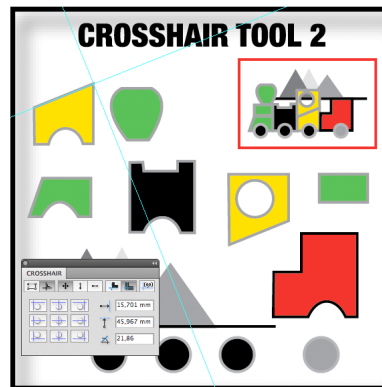 CROSSHAIR TOOL 2
CROSSHAIR
15,701 mm
45,967 mm
21,86